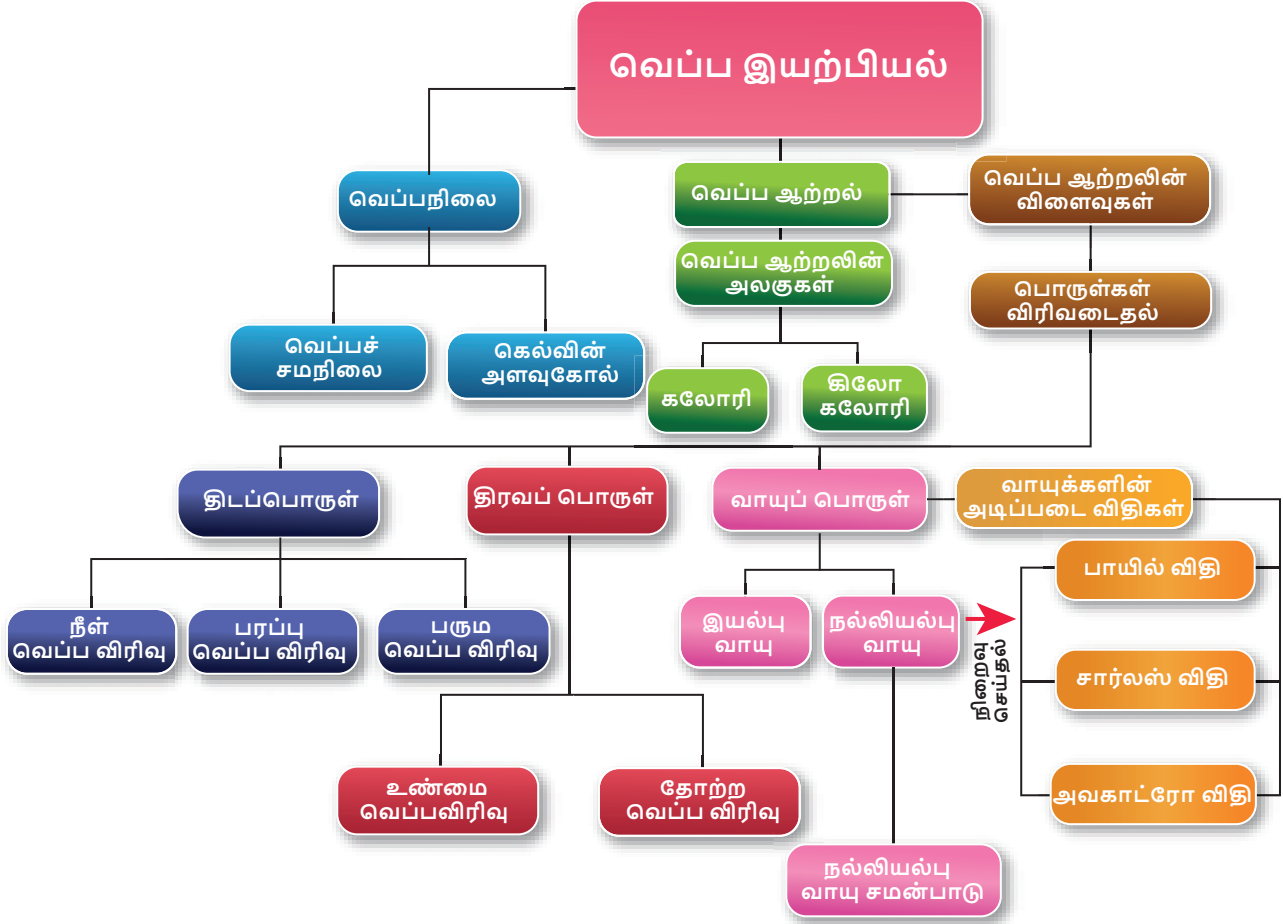 வெப்ப இயற்பியல்
வெப்பநிலை
வெப்ப ஆற்றல்
வெப்ப ஆற்றலின்
விளைவுகள்
வெப்ப ஆற்றலின்
அலகுகள்
பொருள்கள்
விரிவடைதல்
வெப்பச்
சமநிலை
கெல்வின்
அளவுகோல்
கலோரி
கிலோ
கலோரி
திடப்பொருள்
திரவப் பொருள்
வாயுப் பொருள்
வாயுக்களின்
அடிப்படை விதிகள்
நீள்
வெப்ப விரிவு
பரப்பு
வெப்ப விரிவு
பரும
வெப்ப விரிவு
இயல்பு
வாயு
நல்லியல்பு
வாயு
நிறைவு
செய்தல்
பாயில் விதி
சார்லஸ் விதி
அவகாட்ரோ விதி
உண்மை
வெப்பவிரிவு
தோற்ற
வெப்ப விரிவு
நல்லியல்பு
வாயு சமன்பாடு